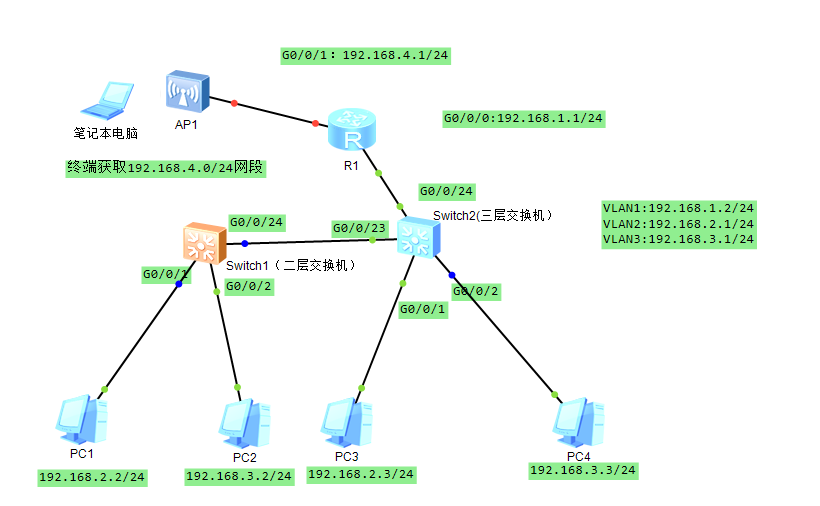 G0/0/1: 192.168.4.1/24
G0/0/0:192.168.1.1/24
AP1
笔记本电脑
R
R1
终端获取192.168.4.0/24网段
G0/0/24
VLAN1:192.168.1.2/24
VLAN2:192.168.2.1/24
VLAN3:192.168.3.1/24
Switch2(三层交换机）
G0/0/24
G0/0/23
Switch1（二层交换机）
G0/0/1
G0/0/2
G0/0/2
G0/0/1
PC1
PC2
PC3
PC4
192.168.2.2/24
192.168.3.2/24
192.168.2.3/24
192.168.3.3/24